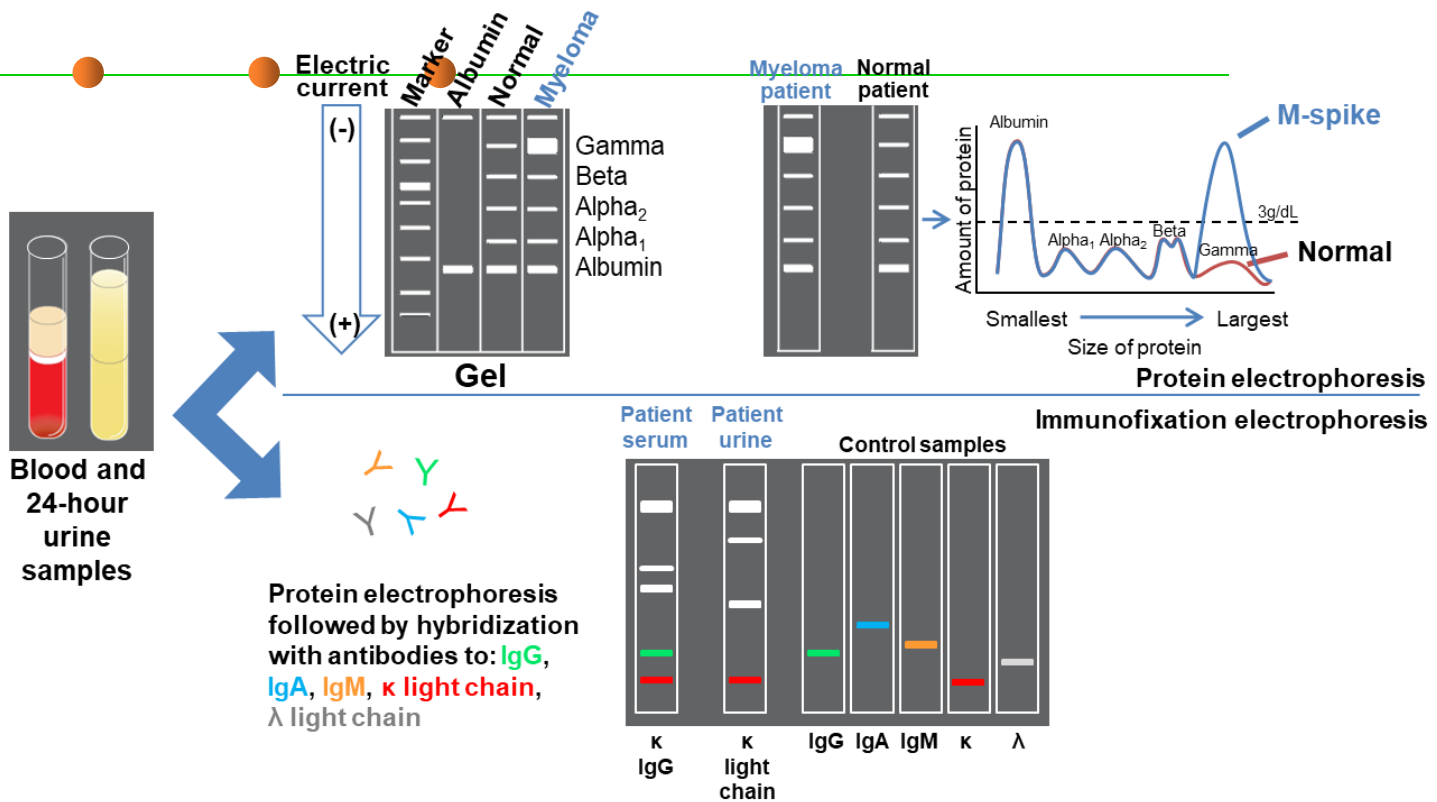 Electric
current
(-)
(+)
Marker
Albumin
Normal
Myeloma
Gamma
Beta
Alpha2
Alpha1
Albumin
Gel
Myeloma
patient
Normal
patient
Amount of protein
Albumin
Alpha1
Alpha2
Beta
Gamma
M-spike
3g/dL
Normal
Smallest
Largest
Size of protein
Protein electrophoresis
Immunofixation electrophoresis
Blood and
24-hour
urine
samples
Protein electrophoresis
followed by hybridization
with antibodies to: IgG,
IgA, IgM, κ light chain,
λ light chain
Patient
serum
Patient
urine
Control samples
κ
IgG
κ
light
chain
IgG
IgA
IgM
κ
λ